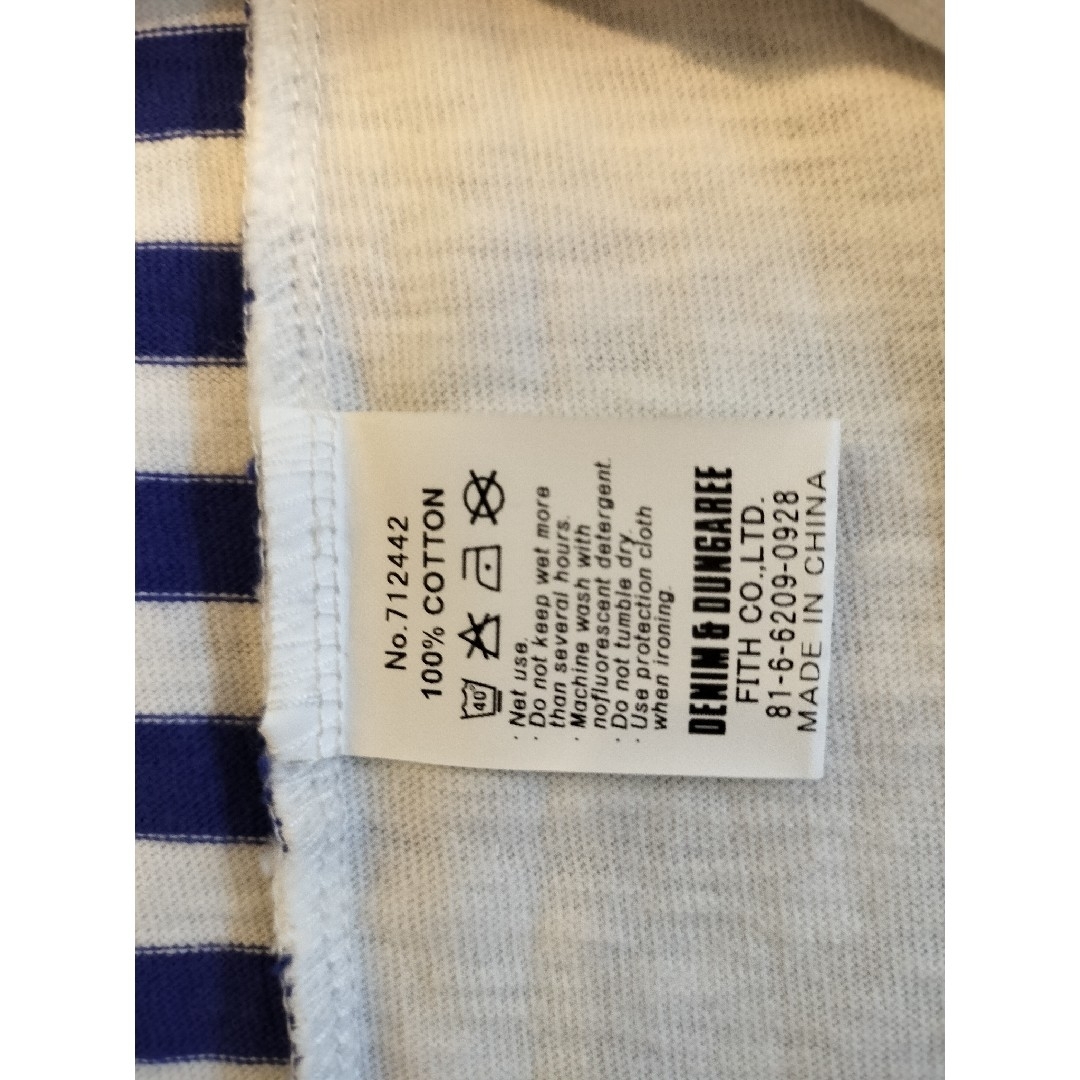 No.712442
100% COTTON
40°
· Net use.
· Do not keep wet more
than several hours.
· Machine wash with
nofluorescent detergent.
· Do not tumble dry.
· Use protection cloth
when ironing.
DENIM & DUNGAREE
FITH CO.,LTD.
81-6-6209-0928
MADE IN CHINA